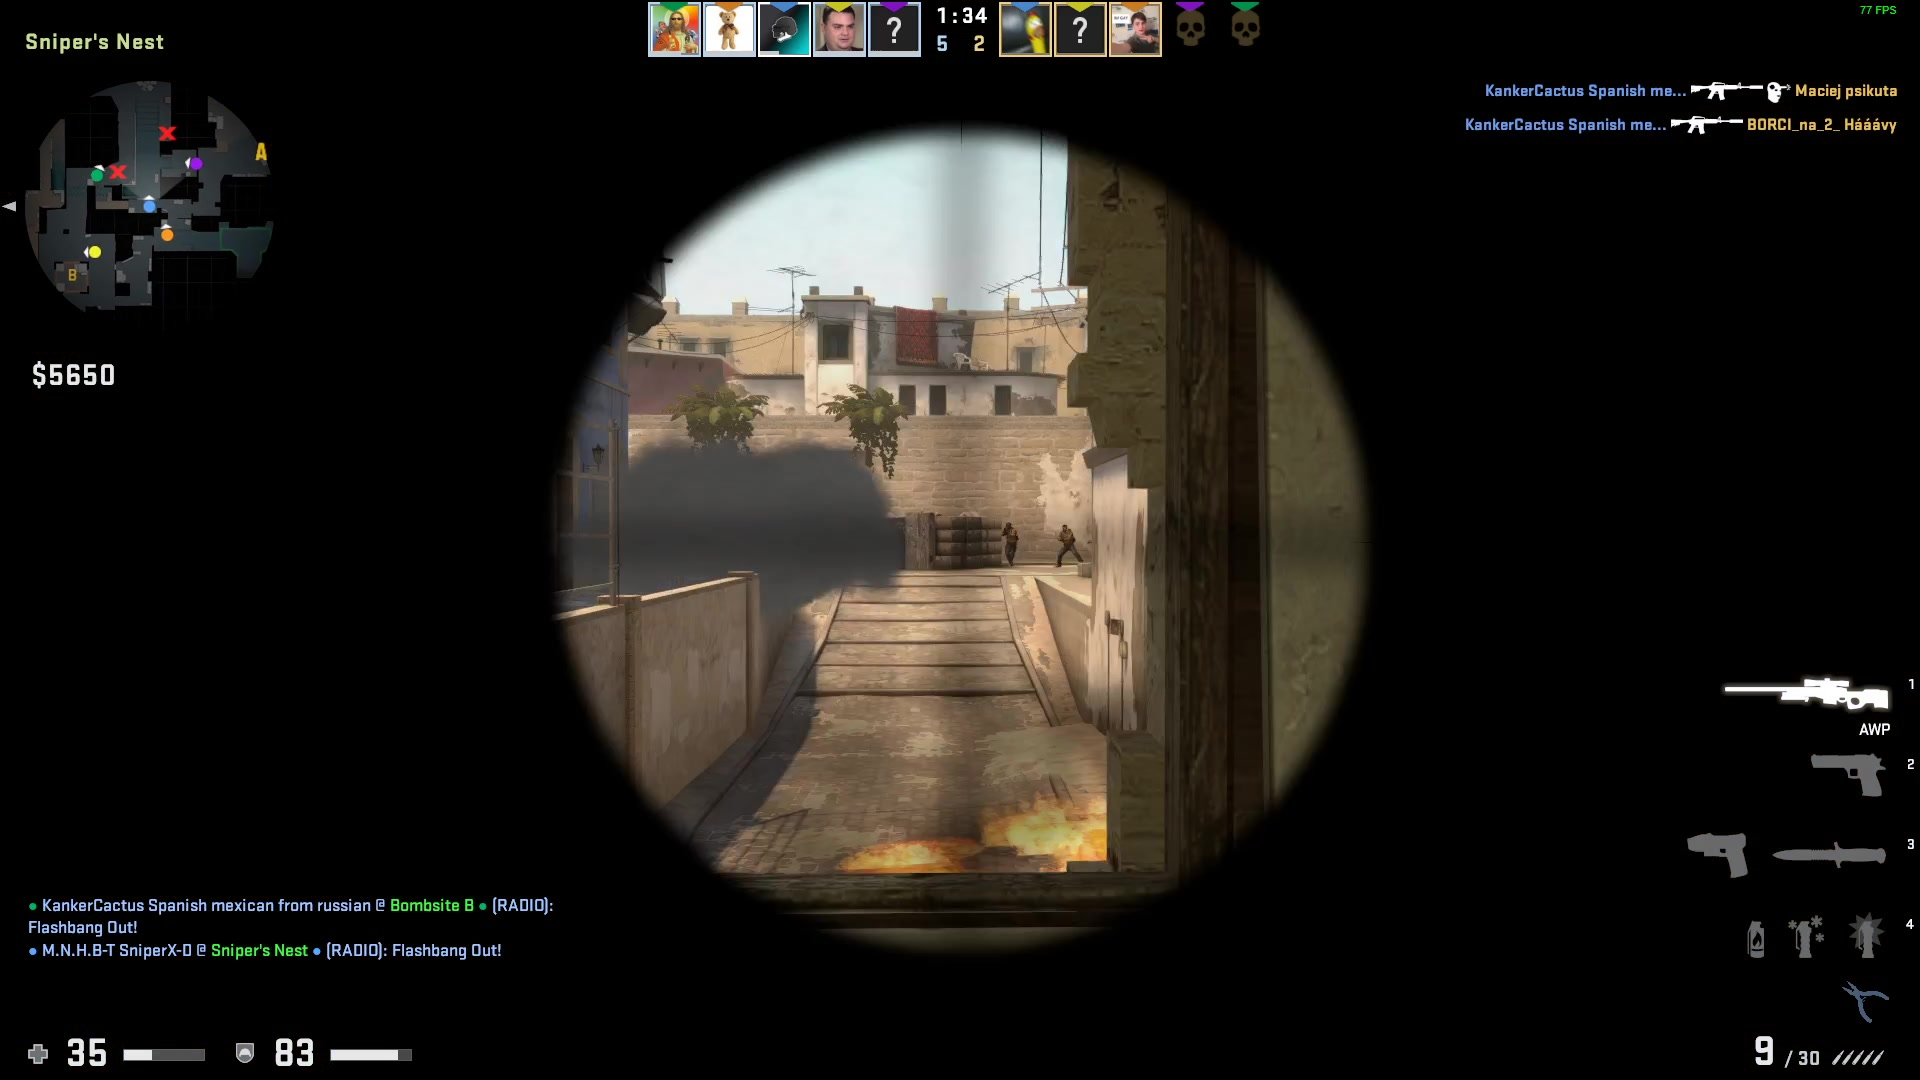 77 FPS
Sniper's Nest
? 1:34 ?
5 2
KankerCactus Spanish me... Maciej psikuta
KankerCactus Spanish me... BORCI_na_2_ Hááávy
A
B
$5650
1
AWP
2
3
4
● KankerCactus Spanish mexican from russian @ Bombsite B ● (RADIO):
Flashbang Out!
● M.N.H.B-T SniperX-D @ Sniper's Nest ● (RADIO): Flashbang Out!
35 83
9 / 30